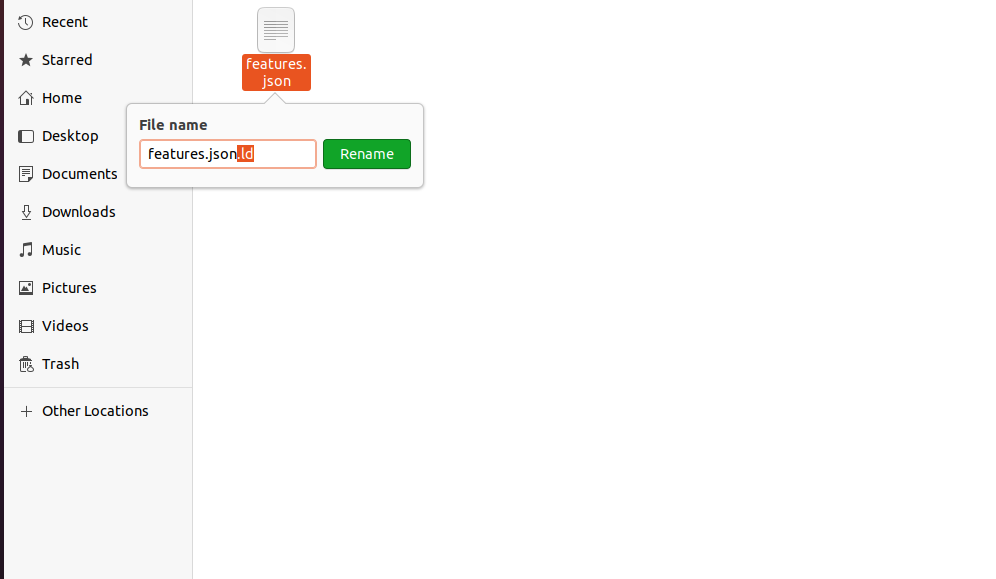 Recent
Starred
Home
Desktop
Documents
Downloads
Music
Pictures
Videos
Trash
Other Locations
features.
json
File name
features.json.ld
Rename